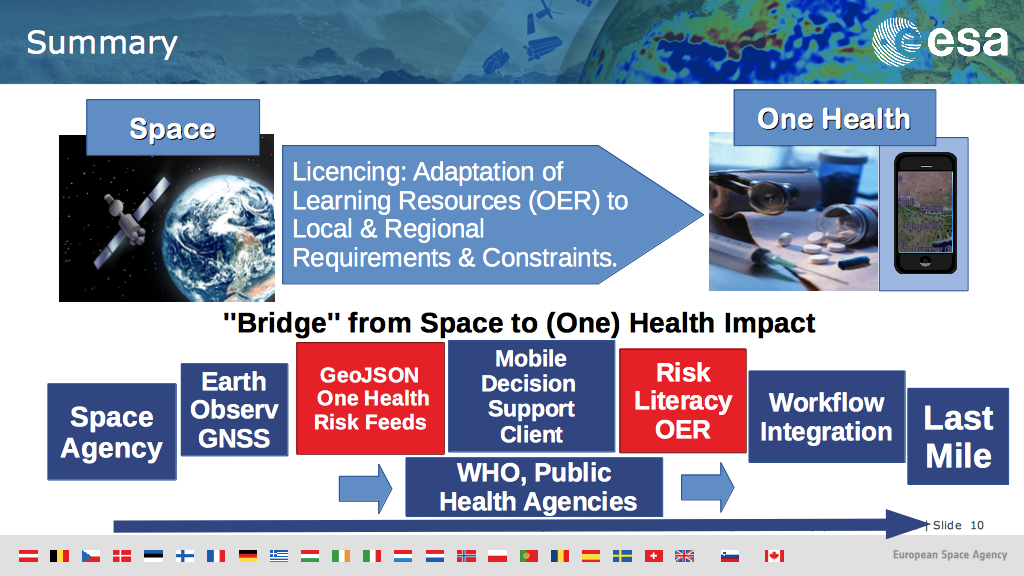 Summary
esa
Space
One Health
Licencing: Adaptation of
Learning Resources (OER) to
Local & Regional
Requirements & Constraints.
"Bridge" from Space to (One) Health Impact
Space
Agency
Earth
Observ
GNSS
GeoJSON
One Health
Risk Feeds
Mobile
Decision
Support
Client
Risk
Literacy
OER
Workflow
Integration
Last
Mile
WHO, Public
Health Agencies
Slide 10
European Space Agency